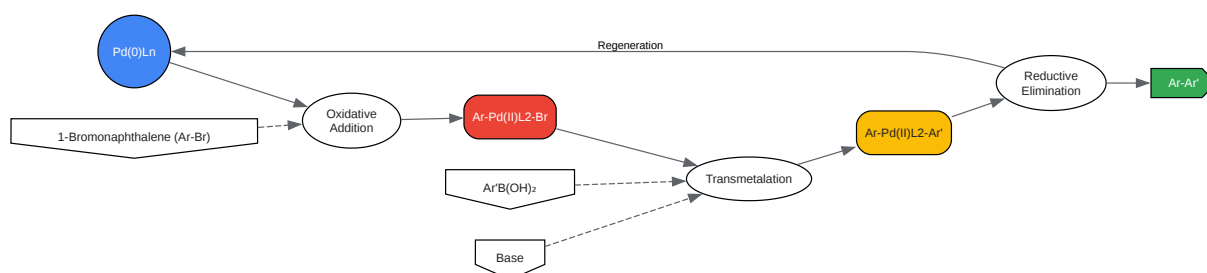 Regeneration
Pd(0)Ln
Reductive
Elimination
Ar-Ar'
Oxidative
Addition
Ar-Pd(II)L2-Br
1-Bromonaphthalene (Ar-Br)
Ar-Pd(II)L2-Ar'
Transmetalation
Ar'B(OH)₂
Base